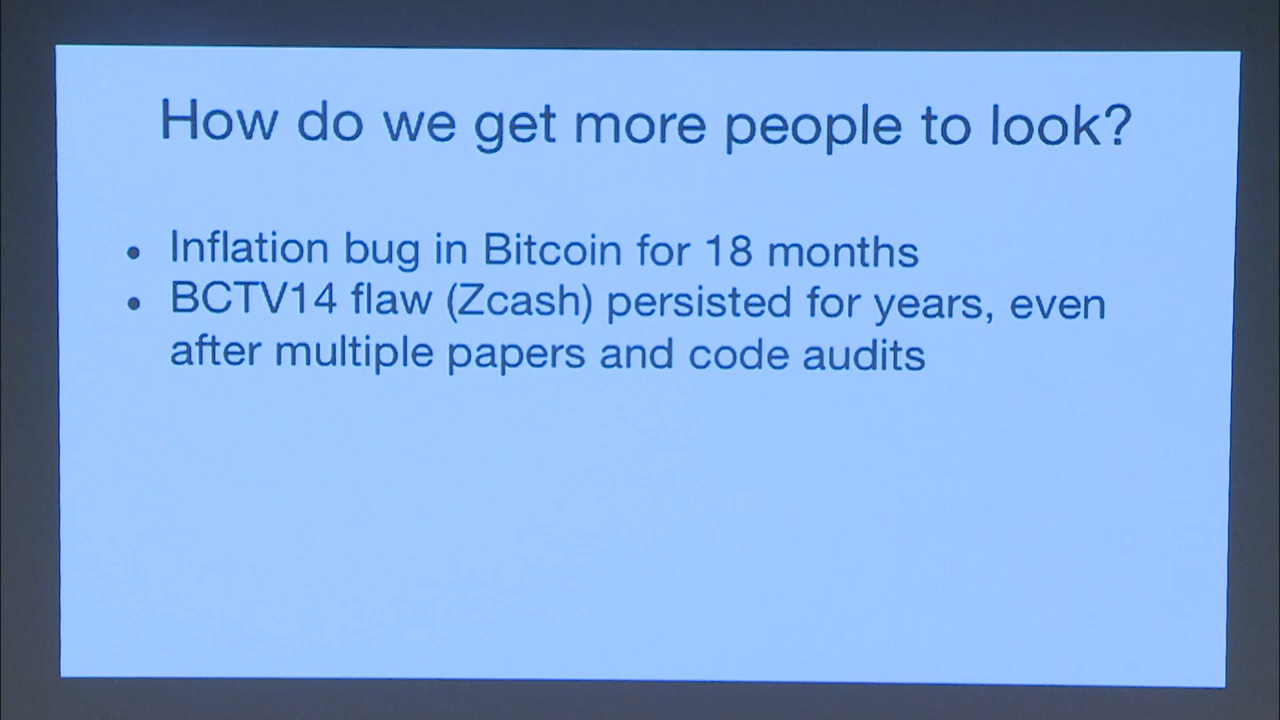 How do we get more people to look?
• Inflation bug in Bitcoin for 18 months
• BCTV14 flaw (Zcash) persisted for years, even
after multiple papers and code audits